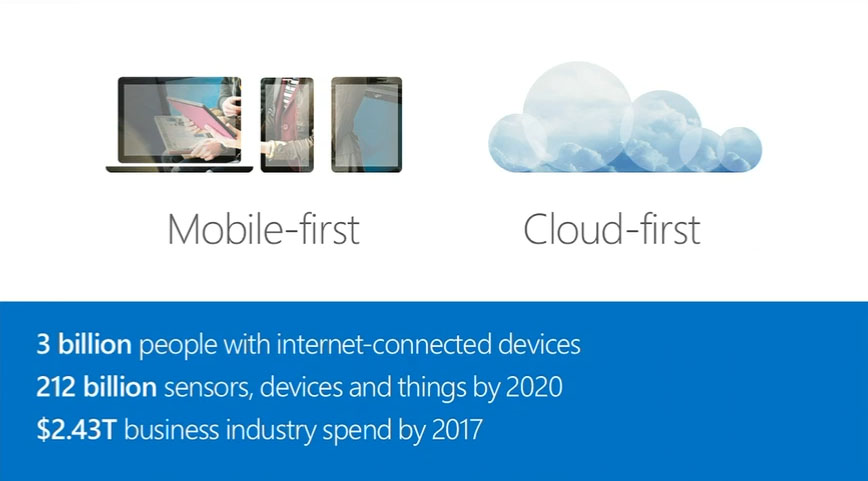 Mobile-first
Cloud-first
3 billion people with internet-connected devices
212 billion sensors, devices and things by 2020
$2.43T business industry spend by 2017